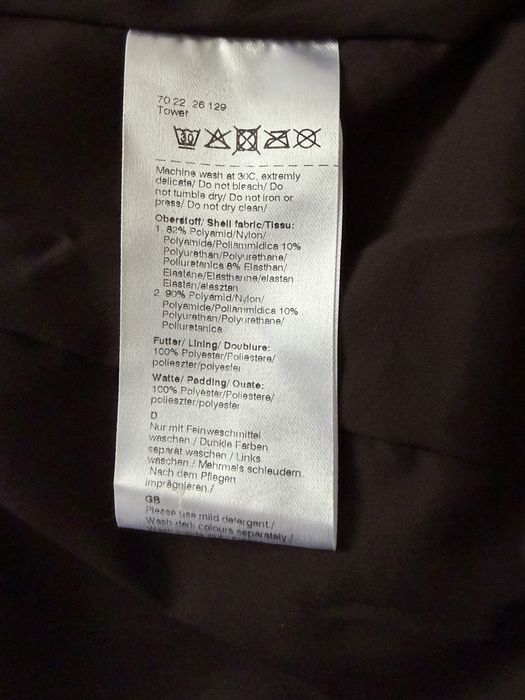 70 22 26 129
Tower
30
Machine wash at 30C, extremly
delicate/ Do not bleach/ Do
not tumble dry/ Do not iron or
press/ Do not dry clean/
Oberstoff/ Shell fabric/Tissu:
1. 82% Polyamid/Nylon/
Polyamide/Poliammidica 10%
Polyurethan/Polyurethane/
Poliuretanica 8% Elasthan/
Elastane/Elasthanne/elastan
Elastan/elasztan
2. 90% Polyamid/Nylon/
Polyamide/Poliammidica 10%
Polyurethan/Polyurethane/
Poliuretanica
Futter/ Lining/ Doublure:
100% Polyester/Poliestere/
poliészter/polyester
Watte/ Padding/ Ouate:
100% Polyester/Poliestere/
poliészter/polyester
D
Nur mit Feinwaschmittel
waschen./ Dunkle Farben
separat waschen / Links
waschen./ Mehrmals schleudern.
Nach dem Pflegen
imprägnieren./
GB
Please use mild detergent /
Wash dark colours separately /
Wash